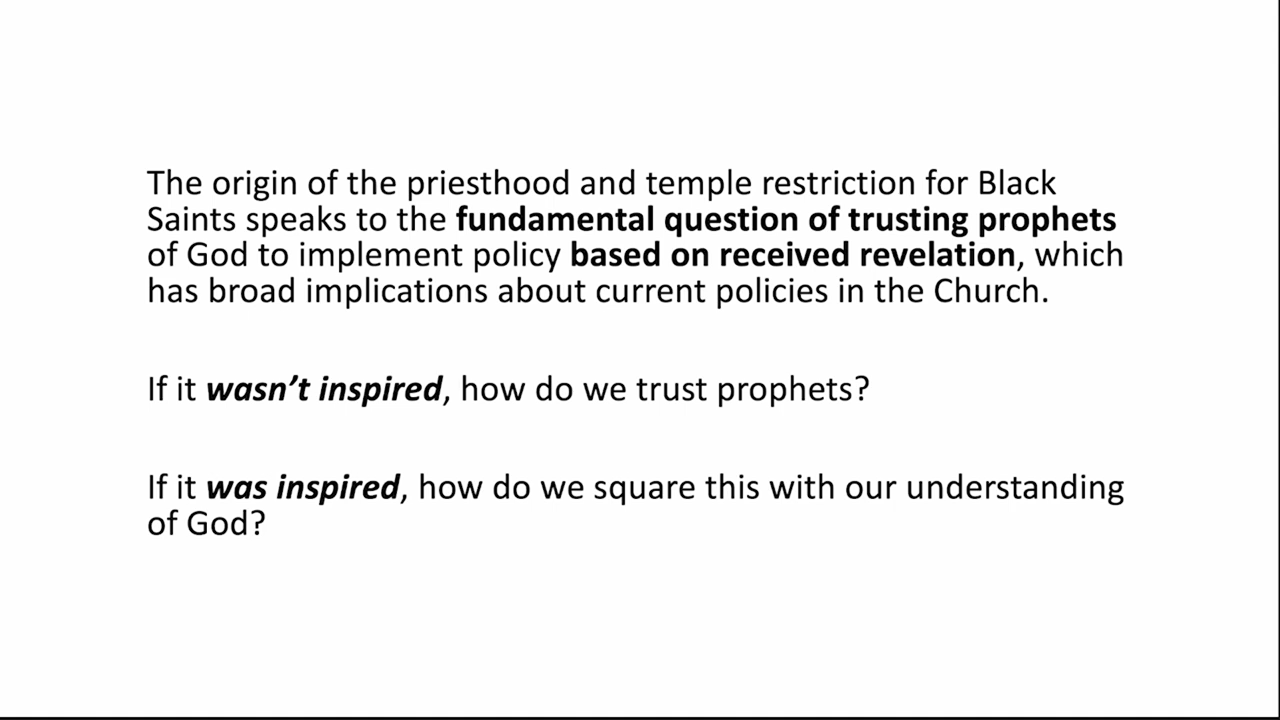 The origin of the priesthood and temple restriction for Black
Saints speaks to the fundamental question of trusting prophets
of God to implement policy based on received revelation, which
has broad implications about current policies in the Church.
If it wasn’t inspired, how do we trust prophets?
If it was inspired, how do we square this with our understanding
of God?